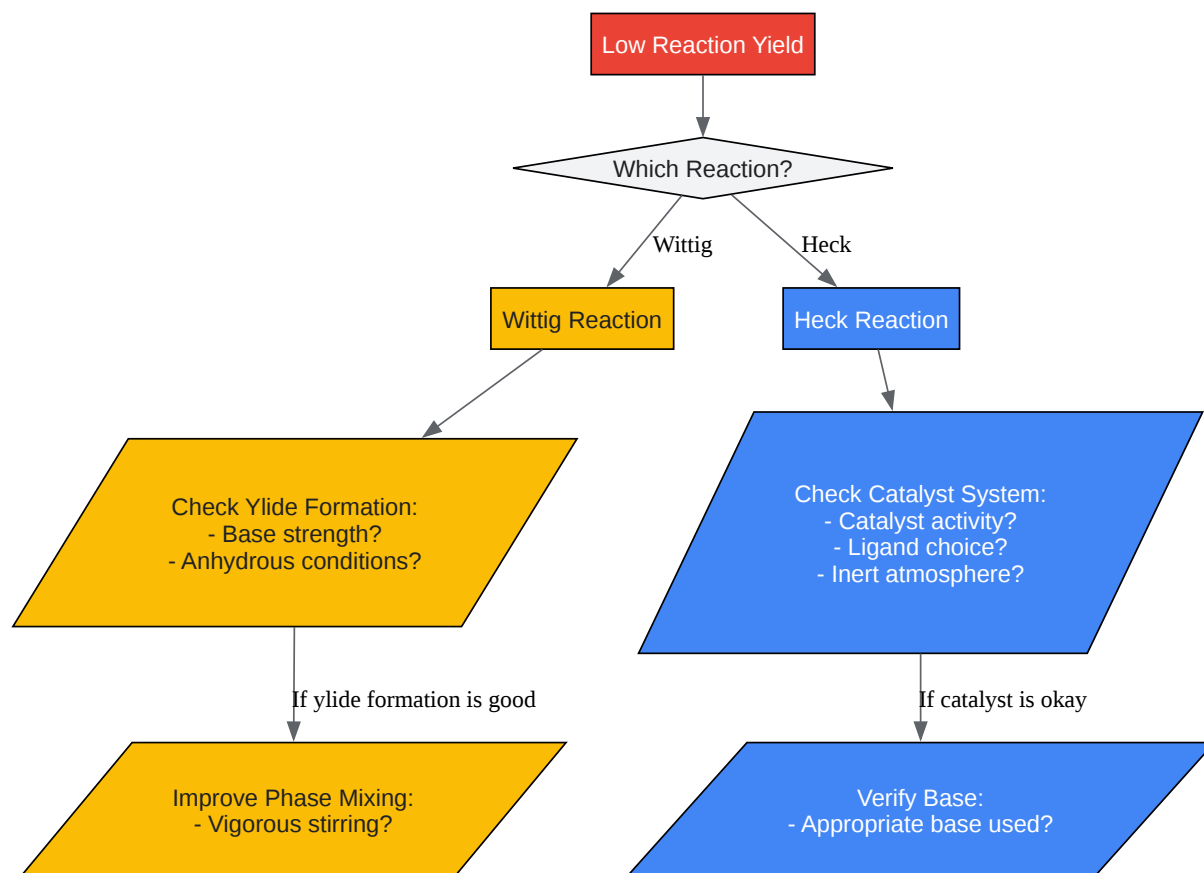 Low Reaction Yield
Which Reaction?
Wittig
Heck
Wittig Reaction
Heck Reaction
Check Ylide Formation:
- Base strength?
- Anhydrous conditions?
Check Catalyst System:
- Catalyst activity?
- Ligand choice?
- Inert atmosphere?
If ylide formation is good
If catalyst is okay
Improve Phase Mixing:
- Vigorous stirring?
Verify Base:
- Appropriate base used?